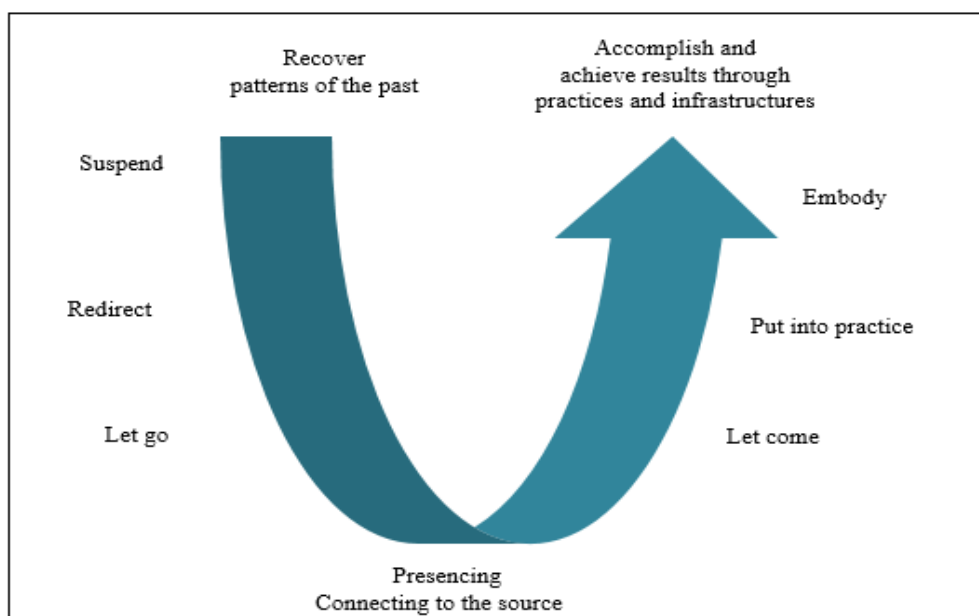 Recover
patterns of the past
Accomplish and
achieve results through
practices and infrastructures
Suspend
Embody
Redirect
Put into practice
Let go
Let come
Presencing
Connecting to the source